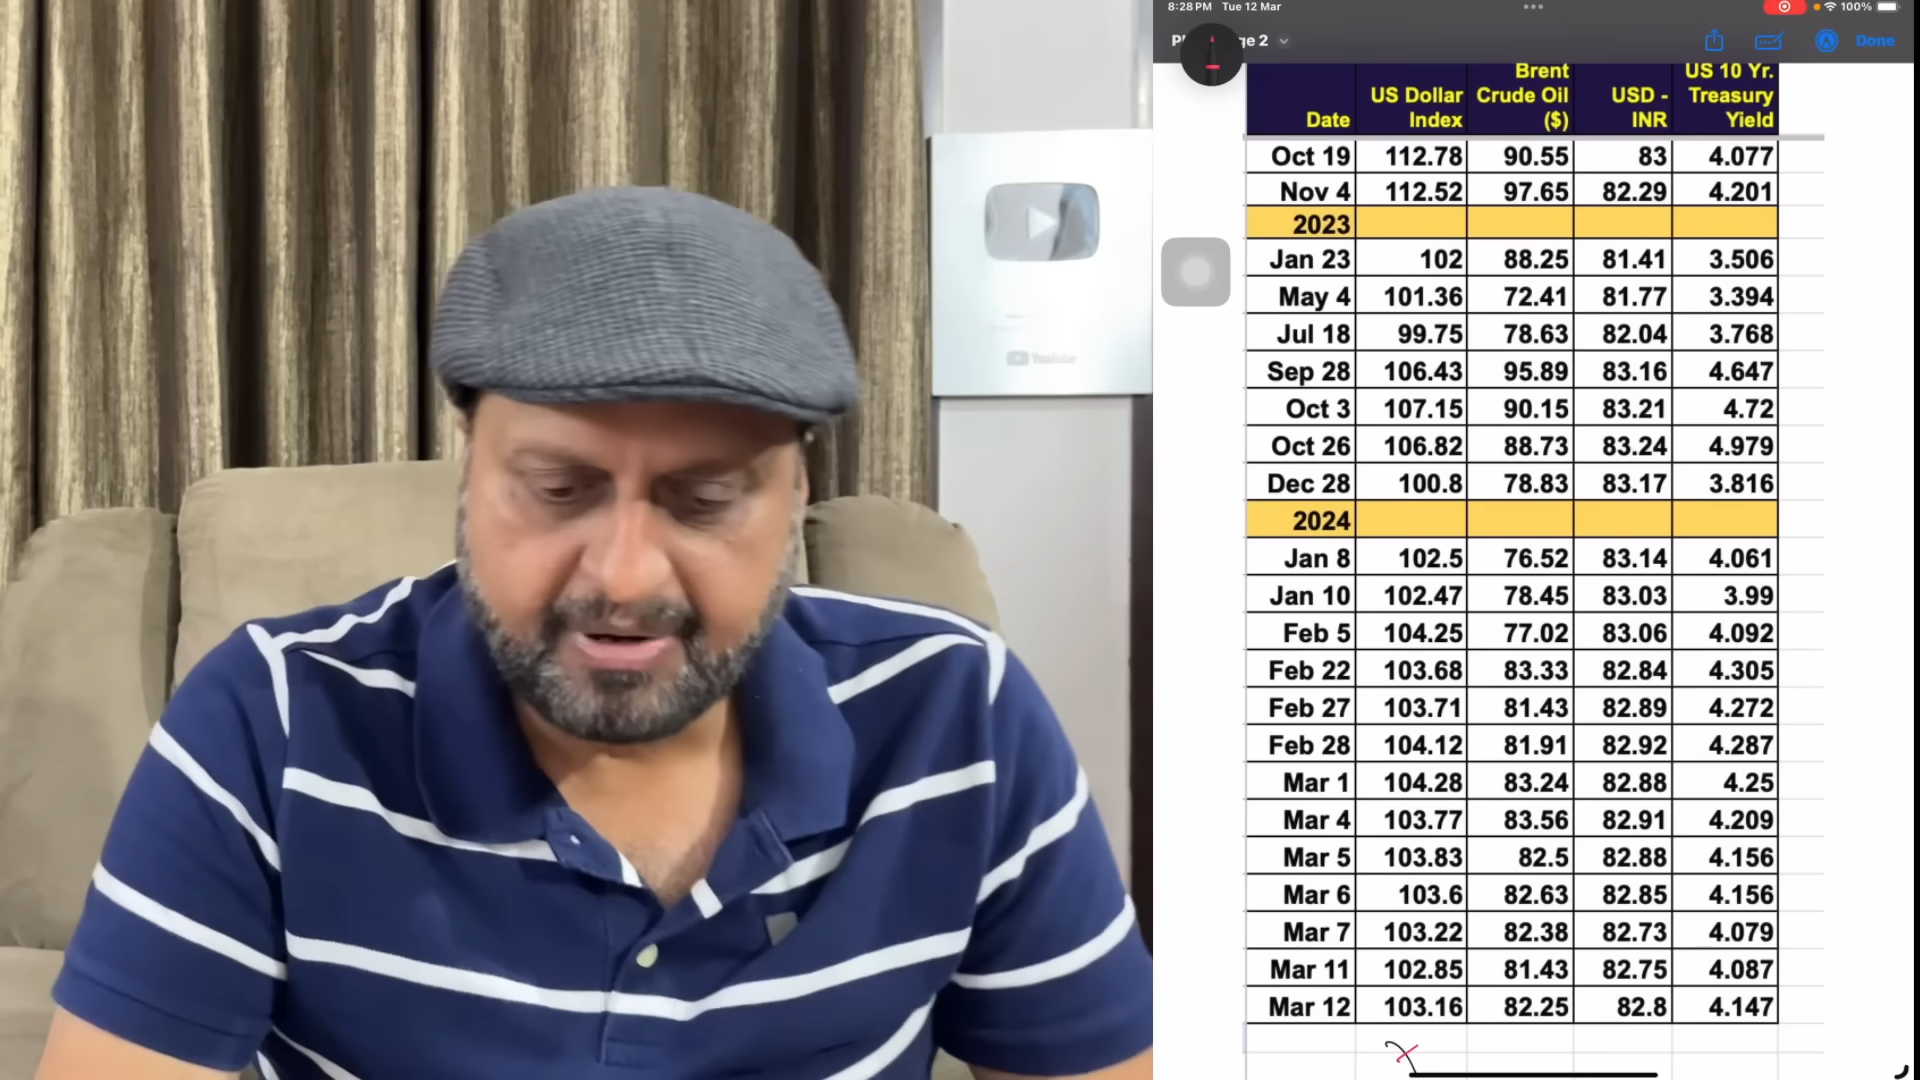 8:28 PM Tue 12 Mar
100%
ge 2
Done
Date US Dollar Index Brent Crude Oil ($) USD - INR US 10 Yr. Treasury Yield
Oct 19 112.78 90.55 83 4.077
Nov 4 112.52 97.65 82.29 4.201
2023
Jan 23 102 88.25 81.41 3.506
May 4 101.36 72.41 81.77 3.394
Jul 18 99.75 78.63 82.04 3.768
Sep 28 106.43 95.89 83.16 4.647
Oct 3 107.15 90.15 83.21 4.72
Oct 26 106.82 88.73 83.24 4.979
Dec 28 100.8 78.83 83.17 3.816
2024
Jan 8 102.5 76.52 83.14 4.061
Jan 10 102.47 78.45 83.03 3.99
Feb 5 104.25 77.02 83.06 4.092
Feb 22 103.68 83.33 82.84 4.305
Feb 27 103.71 81.43 82.89 4.272
Feb 28 104.12 81.91 82.92 4.287
Mar 1 104.28 83.24 82.88 4.25
Mar 4 103.77 83.56 82.91 4.209
Mar 5 103.83 82.5 82.88 4.156
Mar 6 103.6 82.63 82.85 4.156
Mar 7 103.22 82.38 82.73 4.079
Mar 11 102.85 81.43 82.75 4.087
Mar 12 103.16 82.25 82.8 4.147
YouTube